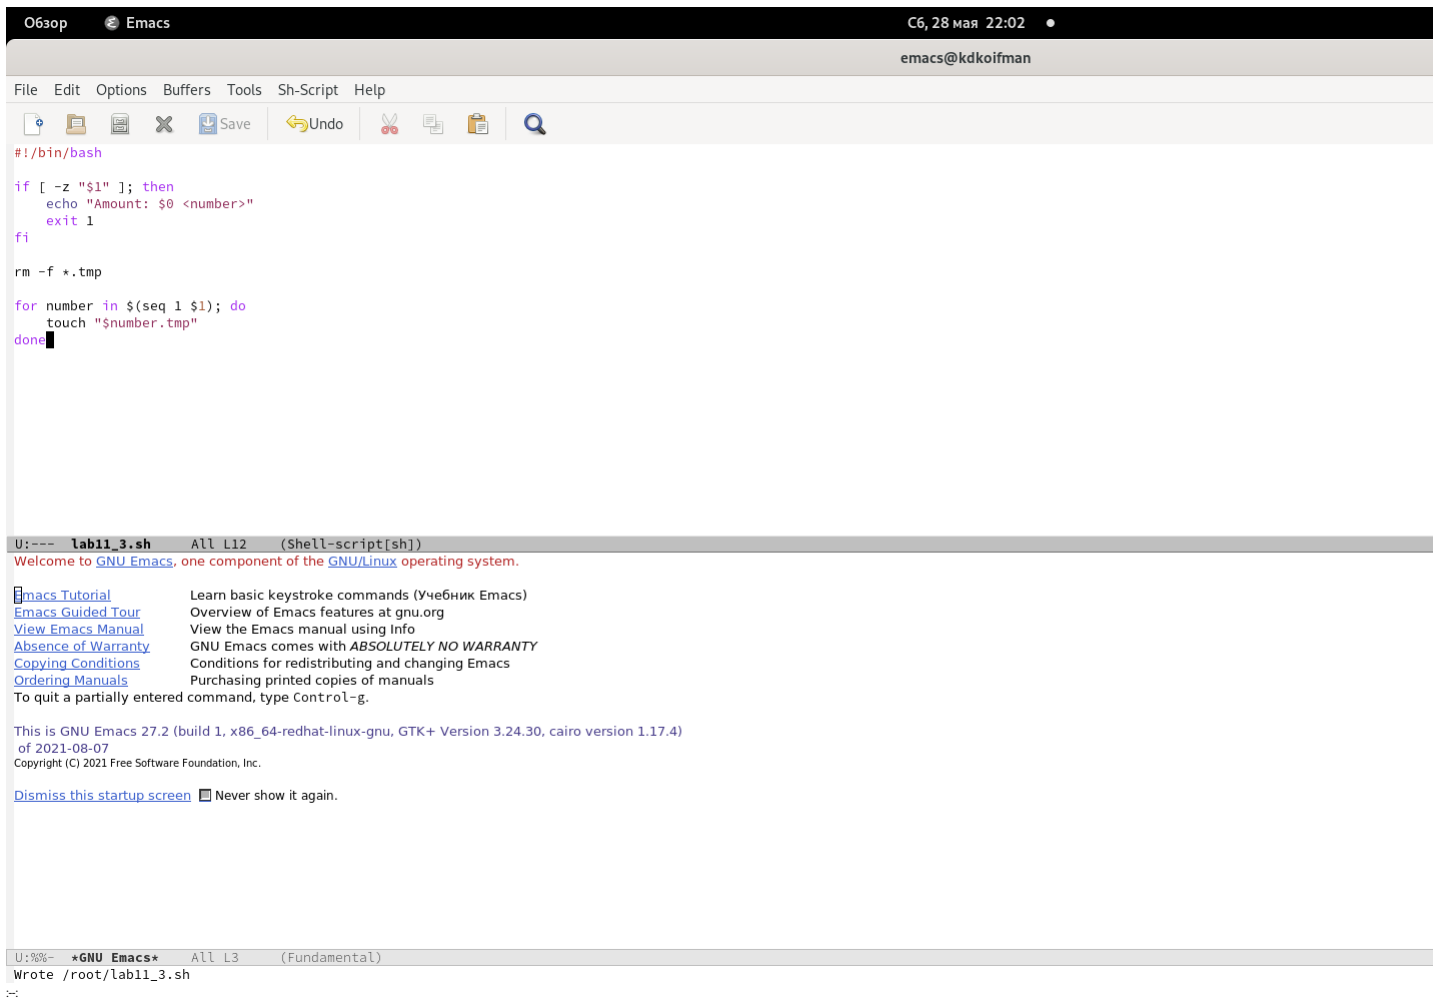 Обзор Emacs Сб, 28 мая 22:02
emacs@kdkoifman
File Edit Options Buffers Tools Sh-Script Help
Save Undo
#!/bin/bash
if [ -z "$1" ]; then
    echo "Amount: $0 <number>"
    exit 1
fi
rm -f *.tmp
for number in $(seq 1 $1); do
    touch "$number.tmp"
done
U:--- lab11_3.sh All L12 (Shell-script[sh])
Welcome to GNU Emacs, one component of the GNU/Linux operating system.
Emacs Tutorial Learn basic keystroke commands (Учебник Emacs)
Emacs Guided Tour Overview of Emacs features at gnu.org
View Emacs Manual View the Emacs manual using Info
Absence of Warranty GNU Emacs comes with ABSOLUTELY NO WARRANTY
Copying Conditions Conditions for redistributing and changing Emacs
Ordering Manuals Purchasing printed copies of manuals
To quit a partially entered command, type Control-g.
This is GNU Emacs 27.2 (build 1, x86_64-redhat-linux-gnu, GTK+ Version 3.24.30, cairo version 1.17.4)
of 2021-08-07
Copyright (C) 2021 Free Software Foundation, Inc.
Dismiss this startup screen Never show it again.
U:%%- *GNU Emacs* All L3 (Fundamental)
Wrote /root/lab11_3.sh